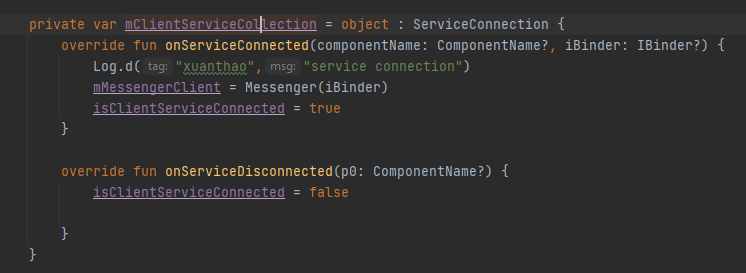 private var mClientServiceCollection = object : ServiceConnection {
    override fun onServiceConnected(componentName: ComponentName?, iBinder: IBinder?) {
        Log.d( tag: "xuanthao", msg: "service connection")
        mMessengerClient = Messenger(iBinder)
        isClientServiceConnected = true
    }
    override fun onServiceDisconnected(p0: ComponentName?) {
        isClientServiceConnected = false
    }
}